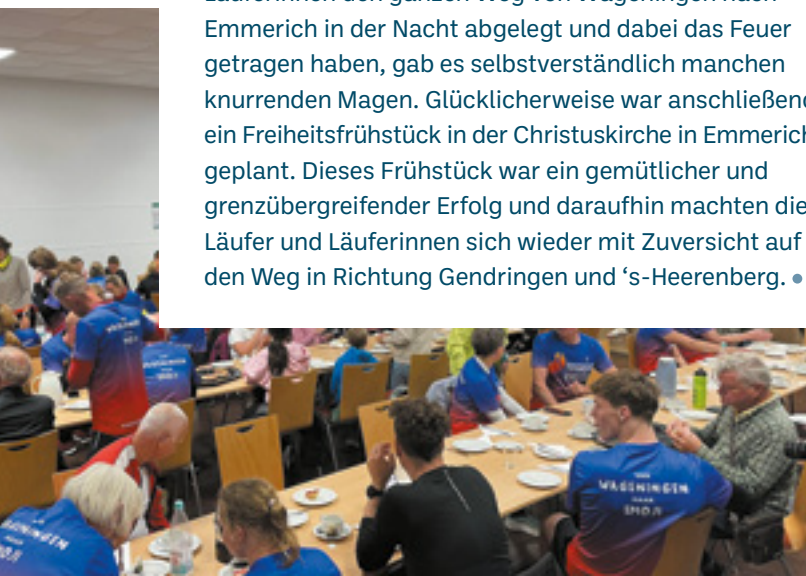 Emmerich in der Nacht abgelegt und dabei das Feuer
getragen haben, gab es selbstverständlich manchen
knurrenden Magen. Glücklicherweise war anschließend
ein Freiheitsfrühstück in der Christuskirche in Emmerich
geplant. Dieses Frühstück war ein gemütlicher und
grenzübergreifender Erfolg und daraufhin machten die
Läufer und Läuferinnen sich wieder mit Zuversicht auf
den Weg in Richtung Gendringen und ‘s-Heerenberg.
WAGENINGEN
WAGENINGEN
WAGENINGEN